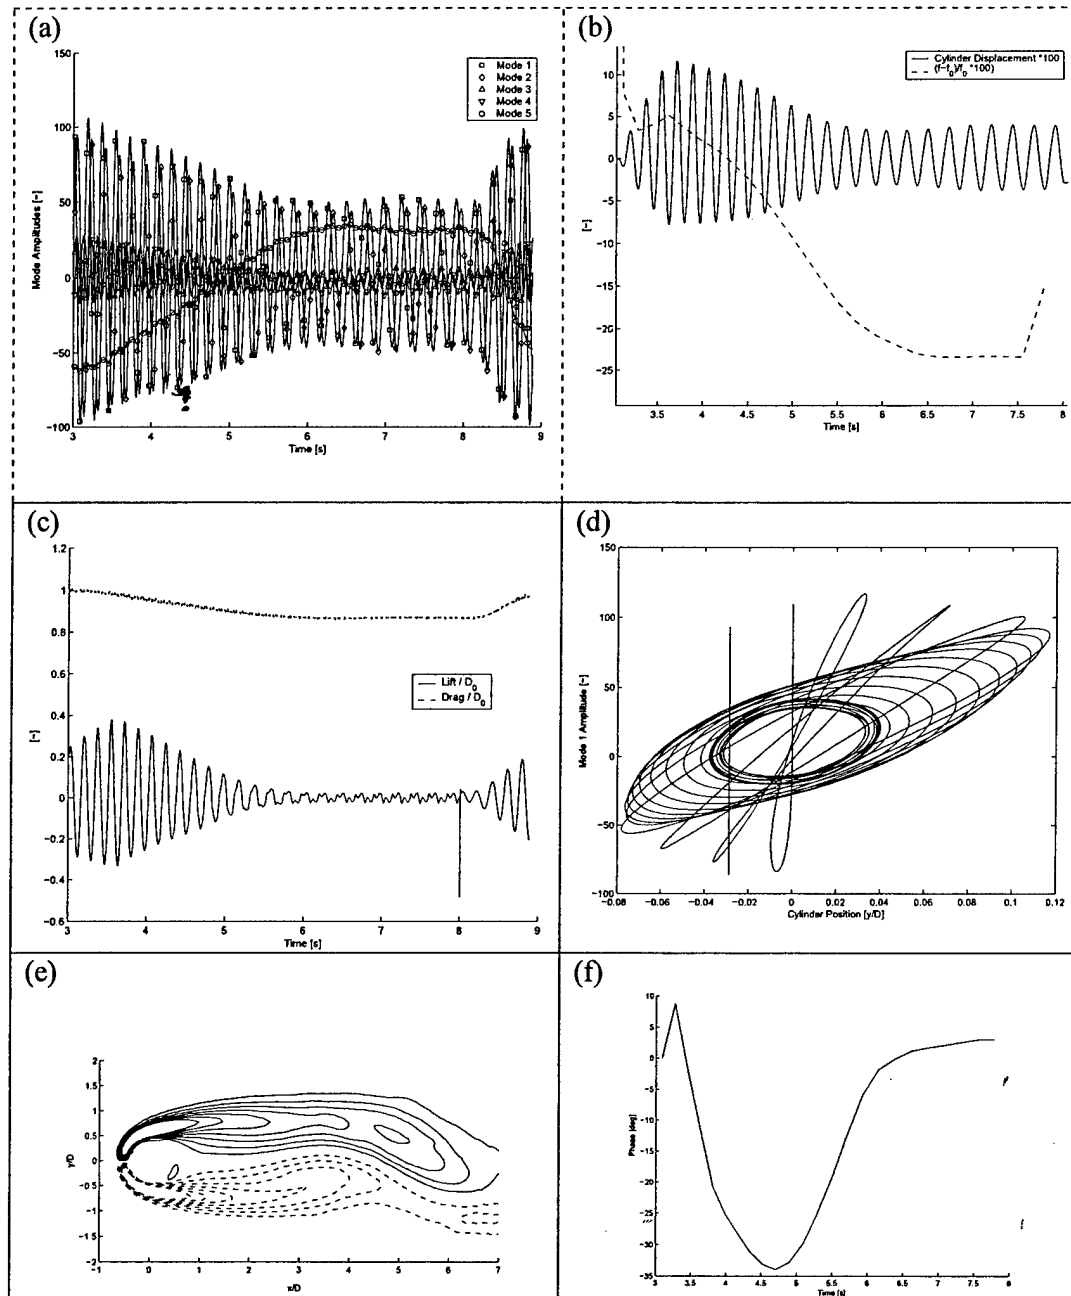 (a)
150
100
50
0
−50
−100
Mode Amplitudes [-]
Mode 1
Mode 2
Mode 3
Mode 4
Mode 5
3 4 5 6 7 8 9
Time [s]
(b)
10
5
0
−5
−10
−15
−20
−25
[-]
Cylinder Displacement *100
(f−f0)/f0 *100)
3.5 4 4.5 5 5.5 6 6.5 7 7.5 8
Time [s]
(c)
1.2
1
0.8
0.6
0.4
0.2
0
−0.2
−0.4
−0.6
[-]
Lift / D0
Drag / D0
3 4 5 6 7 8 9
Time [s]
(d)
150
100
50
0
−50
−100
Mode 1 Amplitude [-]
−0.08 −0.06 −0.04 −0.02 0 0.02 0.04 0.06 0.08 0.1 0.12
Cylinder Position [y/D]
(e)
2
1.5
1
0.5
0
−0.5
−1
−1.5
−2
y/D
−1 0 1 2 3 4 5 6 7
x/D
(f)
10
5
0
−5
−10
−15
−20
−25
−30
−35
Phase [deg]
3 3.5 4 4.5 5 5.5 6 6.5 7 7.5 8
Time [s]